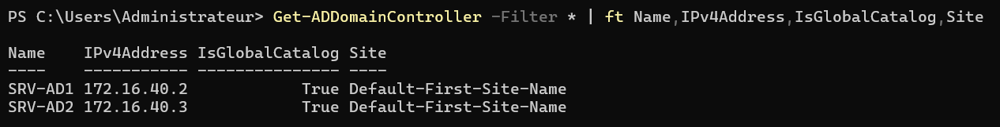 PS C:\Users\Administrateur> Get-ADDomainController -Filter * | ft Name,IPv4Address,IsGlobalCatalog,Site
Name    IPv4Address IsGlobalCatalog Site
----    ----------- --------------- ----
SRV-AD1 172.16.40.2            True Default-First-Site-Name
SRV-AD2 172.16.40.3            True Default-First-Site-Name